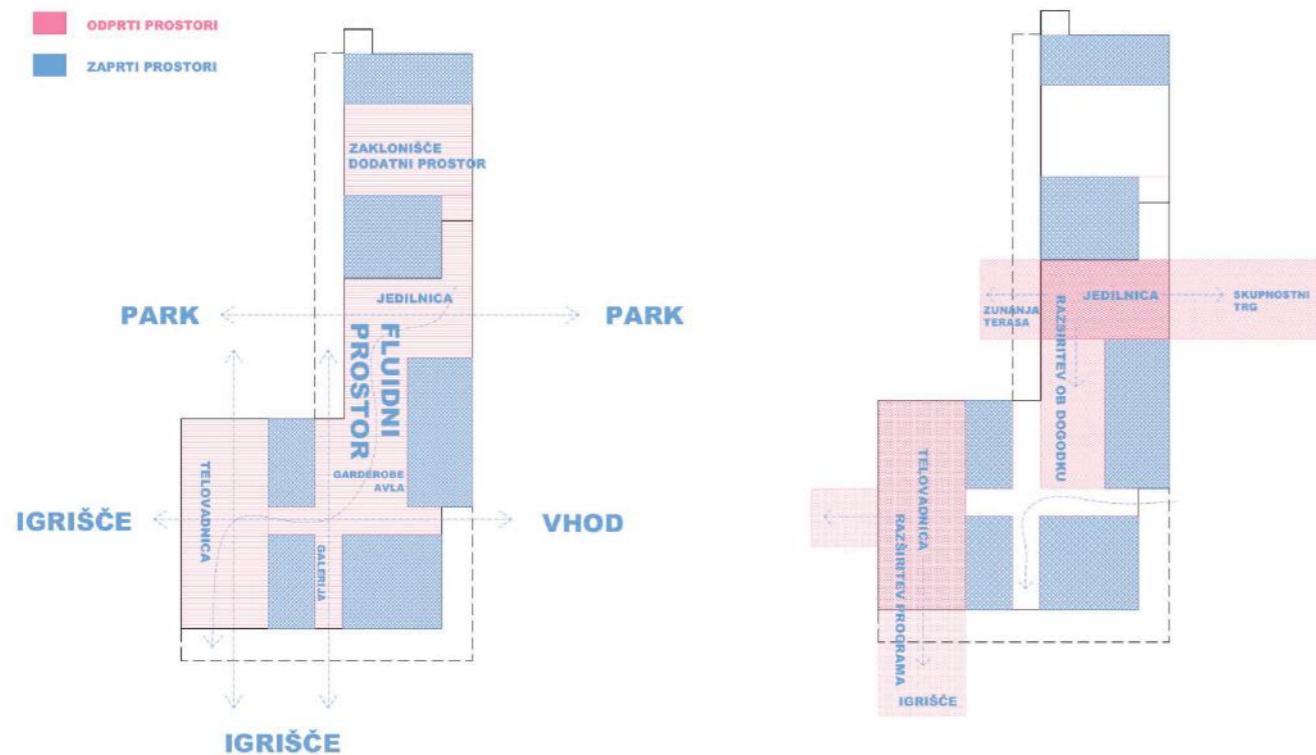 ODPRTI PROSTORI
ZAPRTI PROSTORI
ZAKLONIŠČE
DODATNI PROSTOR
JEDILNICA
PARK
PARK
FLUIDNI
PROSTOR
GARDEROBE
AVLA
TELOVADNICA
IGRIŠČE
VHOD
GALERIJA
IGRIŠČE
JEDILNICA
ZUNANJA
TERASA
SKUPNOSTNI
TRG
RAZŠIRITEV OB DOGODKU
TELOVADNICA
RAZŠIRITEV PROGRAMA
IGRIŠČE